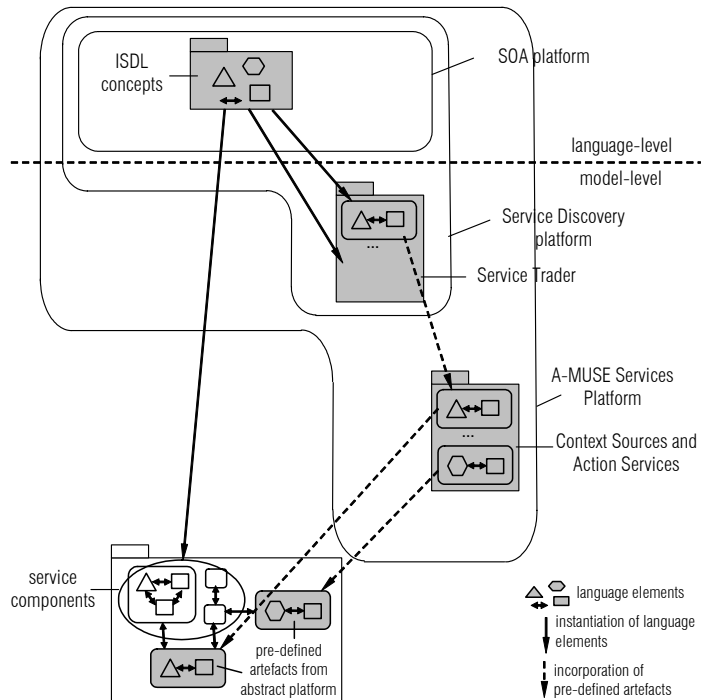 ISDL
concepts
SOA platform
language-level
model-level
Service Discovery
platform
...
Service Trader
A-MUSE Services
Platform
...
Context Sources and
Action Services
service
components
pre-defined
artefacts from
abstract platform
language elements
instantiation of language
elements
incorporation of
pre-defined artefacts